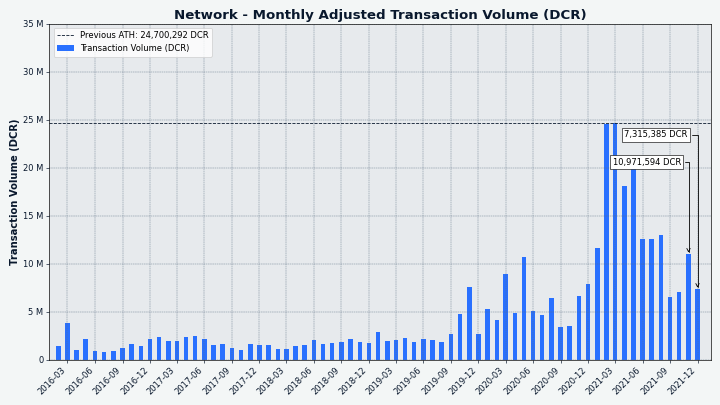 Network - Monthly Adjusted Transaction Volume (DCR)
35 M
30 M
25 M
20 M
15 M
10 M
5 M
0
Transaction Volume (DCR)
Previous ATH: 24,700,292 DCR
Transaction Volume (DCR)
7,315,385 DCR
10,971,594 DCR
2016-03
2016-06
2016-09
2016-12
2017-03
2017-06
2017-09
2017-12
2018-03
2018-06
2018-09
2018-12
2019-03
2019-06
2019-09
2019-12
2020-03
2020-06
2020-09
2020-12
2021-03
2021-06
2021-09
2021-12